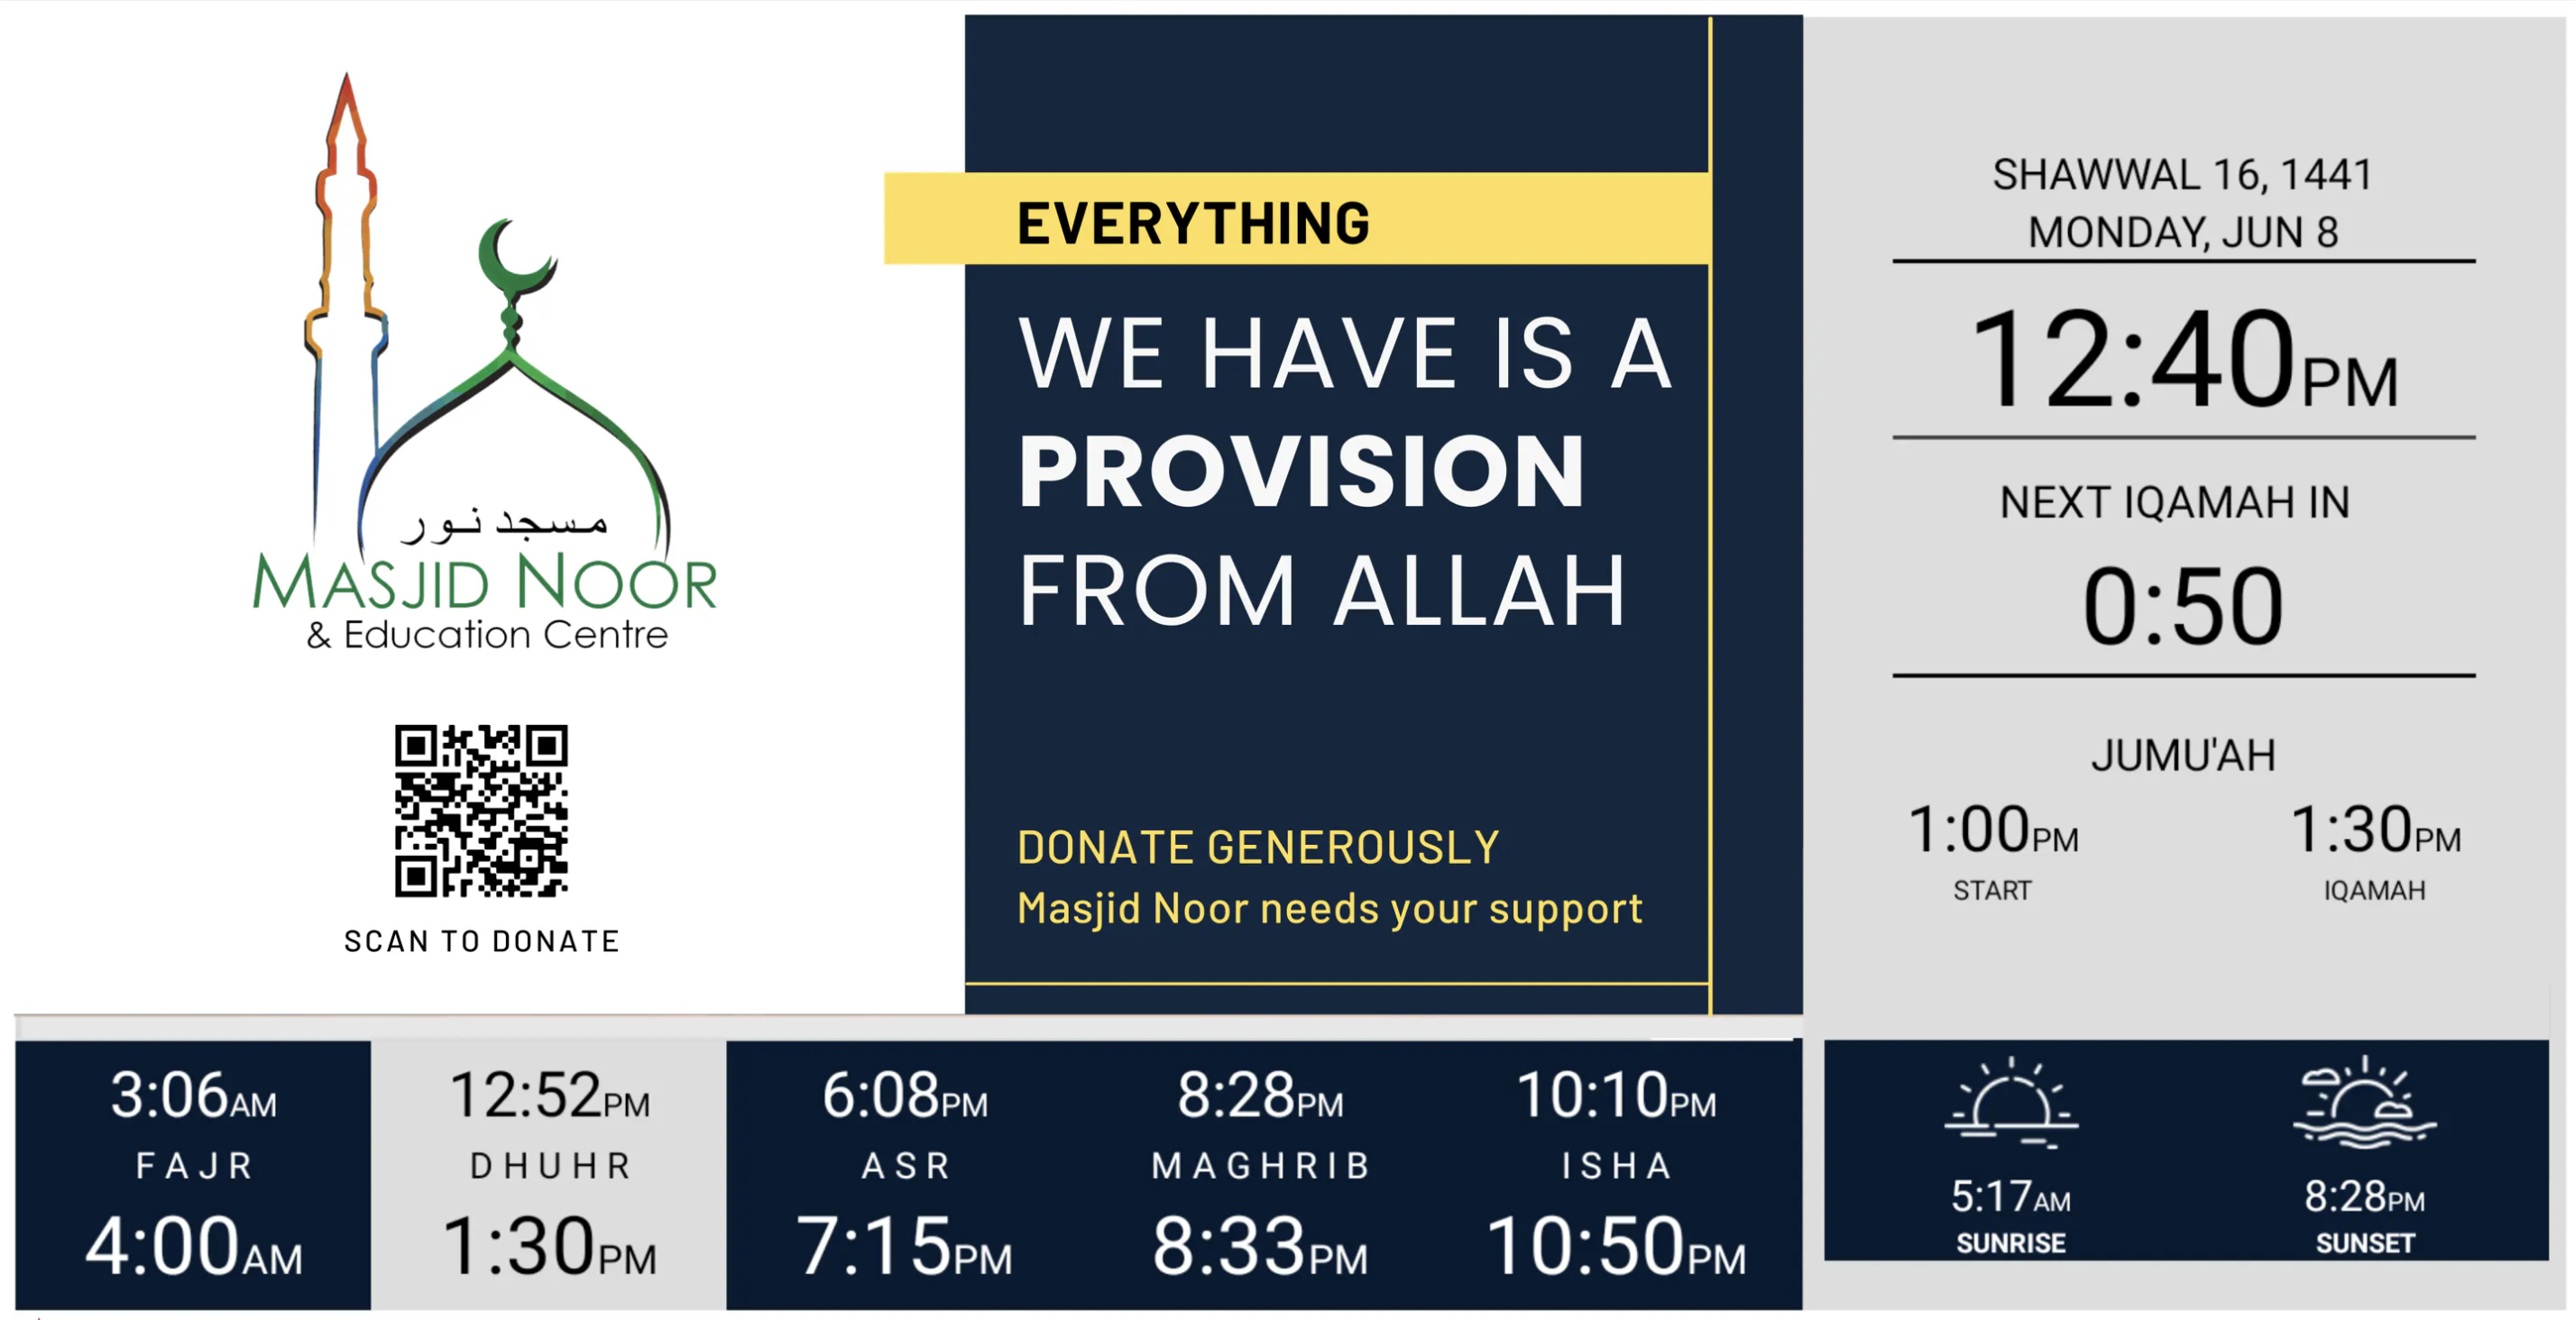 مسجد نور
MASJID NOOR
& Education Centre
SCAN TO DONATE
EVERYTHING
WE HAVE IS A
PROVISION
FROM ALLAH
DONATE GENEROUSLY
Masjid Noor needs your support
SHAWWAL 16, 1441
MONDAY, JUN 8
12:40PM
NEXT IQAMAH IN
0:50
JUMU'AH
1:00PM 1:30PM
START IQAMAH
3:06AM 12:52PM 6:08PM 8:28PM 10:10PM
FAJR DHUHR ASR MAGHRIB ISHA
4:00AM 1:30PM 7:15PM 8:33PM 10:50PM
5:17AM 8:28PM
SUNRISE SUNSET